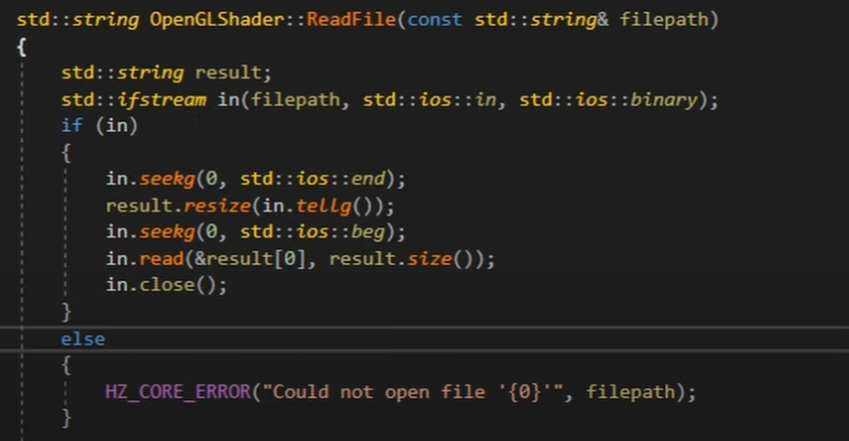 std::string OpenGLShader::ReadFile(const std::string& filepath)
{
    std::string result;
    std::ifstream in(filepath, std::ios::in, std::ios::binary);
    if (in)
    {
        in.seekg(0, std::ios::end);
        result.resize(in.tellg());
        in.seekg(0, std::ios::beg);
        in.read(&result[0], result.size());
        in.close();
    }
    else
    {
        HZ_CORE_ERROR("Could not open file '{0}'", filepath);
    }